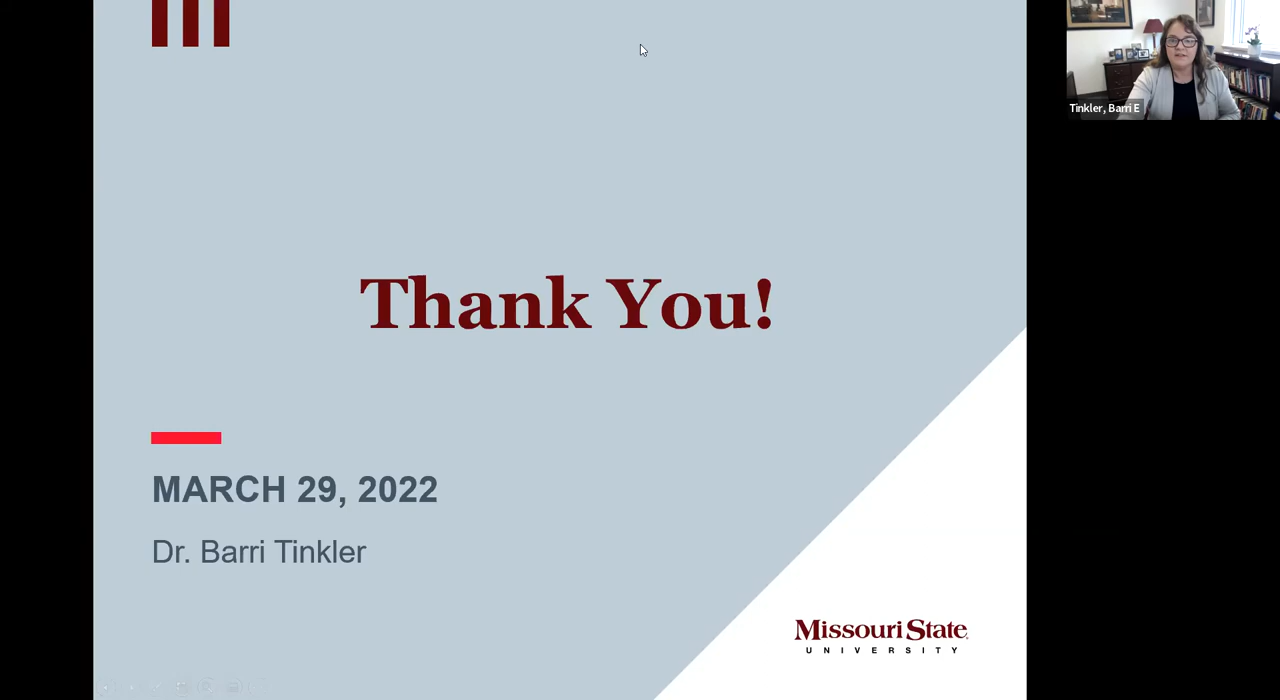 Thank You!
MARCH 29, 2022
Dr. Barri Tinkler
Missouri State
UNIVERSITY
Tinkler, Barri E